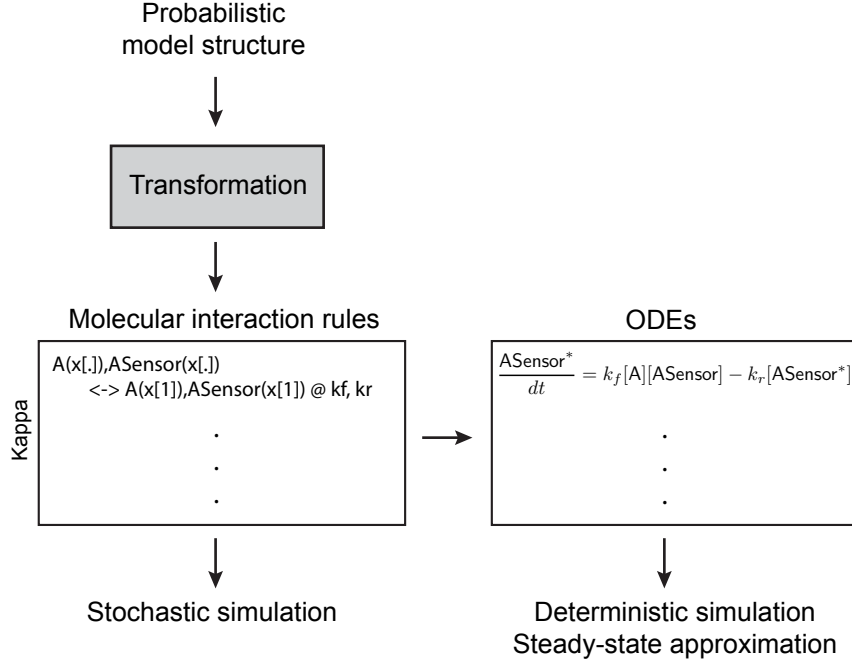 Probabilistic
model structure
Transformation
Molecular interaction rules
ODEs
Kappa
A(x[.]),ASensor(x[.])
<-> A(x[1]),ASensor(x[1]) @ kf, kr
.
.
.
ASensor*/dt = k_f[A][ASensor] − k_r[ASensor*]
.
.
.
Stochastic simulation
Deterministic simulation
Steady-state approximation